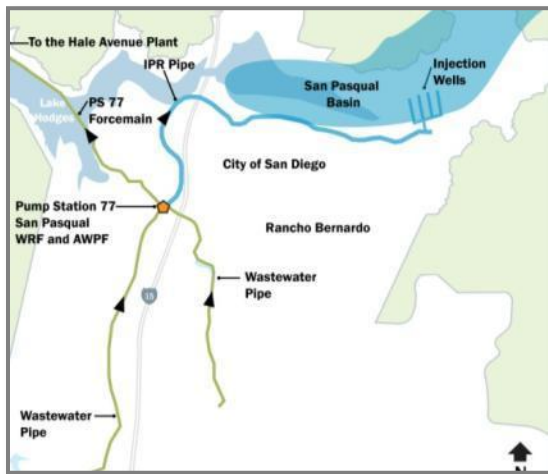 To the Hale Avenue Plant
IPR Pipe
Injection
Wells
San Pasqual
Basin
Lake
Hodges
PS 77
Forcemain
City of San Diego
Pump Station 77
San Pasqual
WRF and AWPF
Rancho Bernardo
Wastewater
Pipe
15
Wastewater
Pipe
N